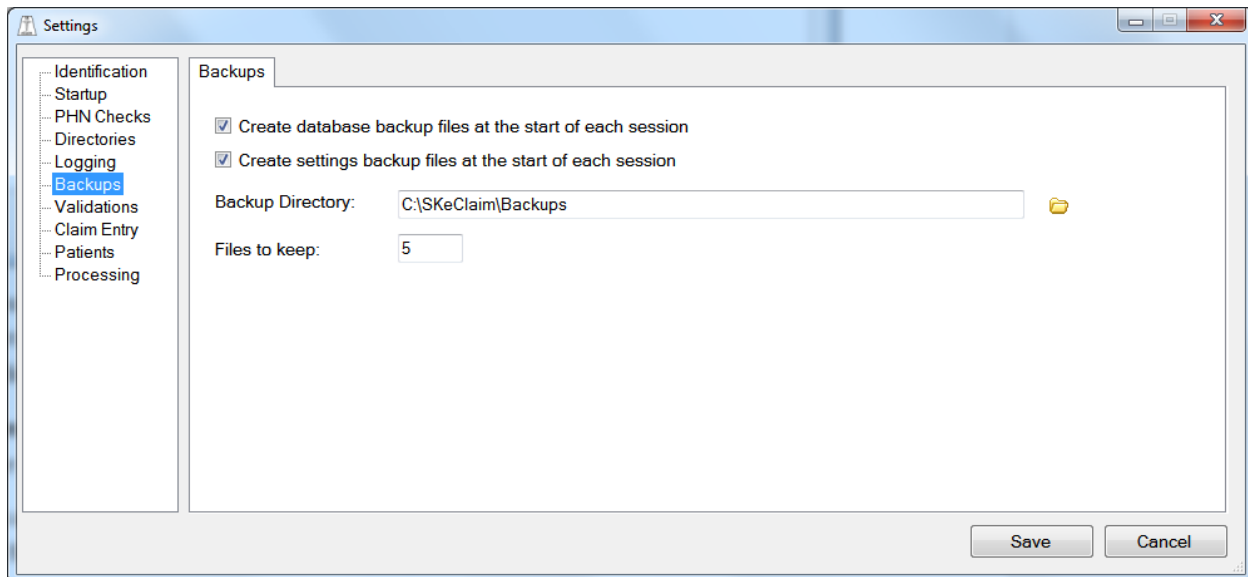 Settings
Identification
Startup
PHN Checks
Directories
Logging
Backups
Validations
Claim Entry
Patients
Processing
Backups
Create database backup files at the start of each session
Create settings backup files at the start of each session
Backup Directory: C:\SKeClaim\Backups
Files to keep: 5
Save Cancel